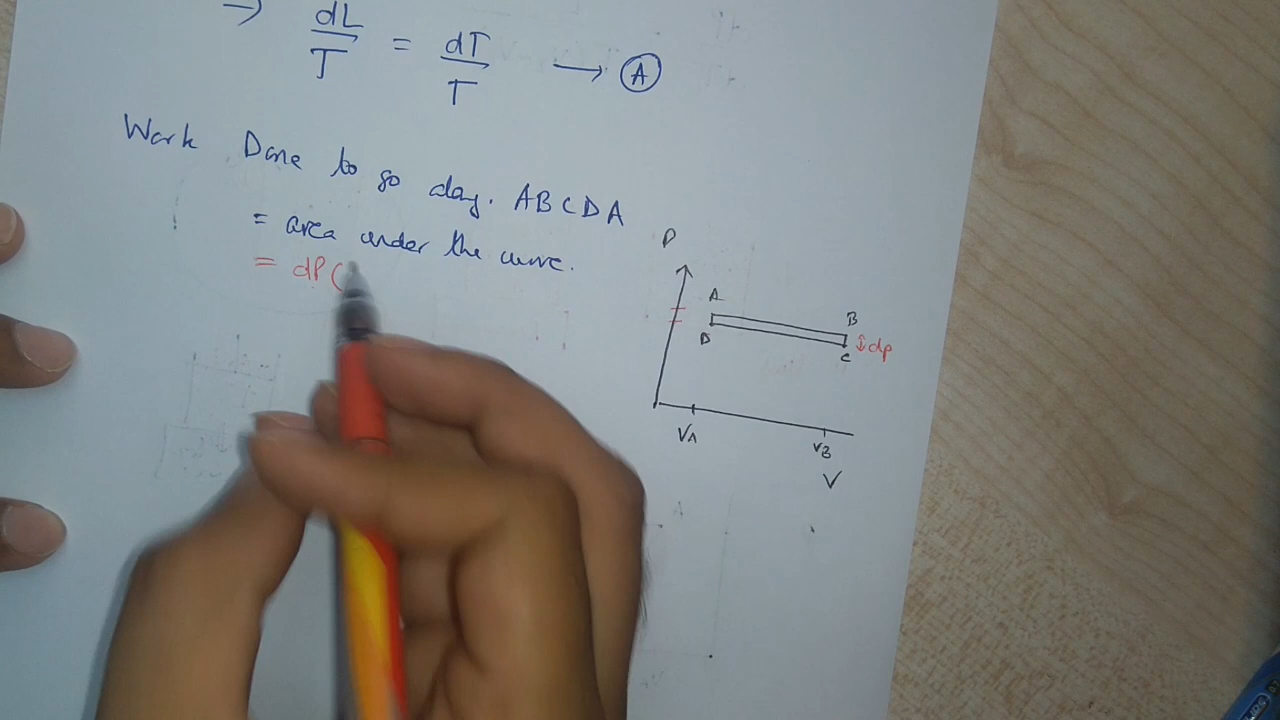 → dL/T = dT/T → A
Work Done to go along. ABCDA
= area under the curve.
= dP(
P
A
B
D
C
dp
VA
VB
V